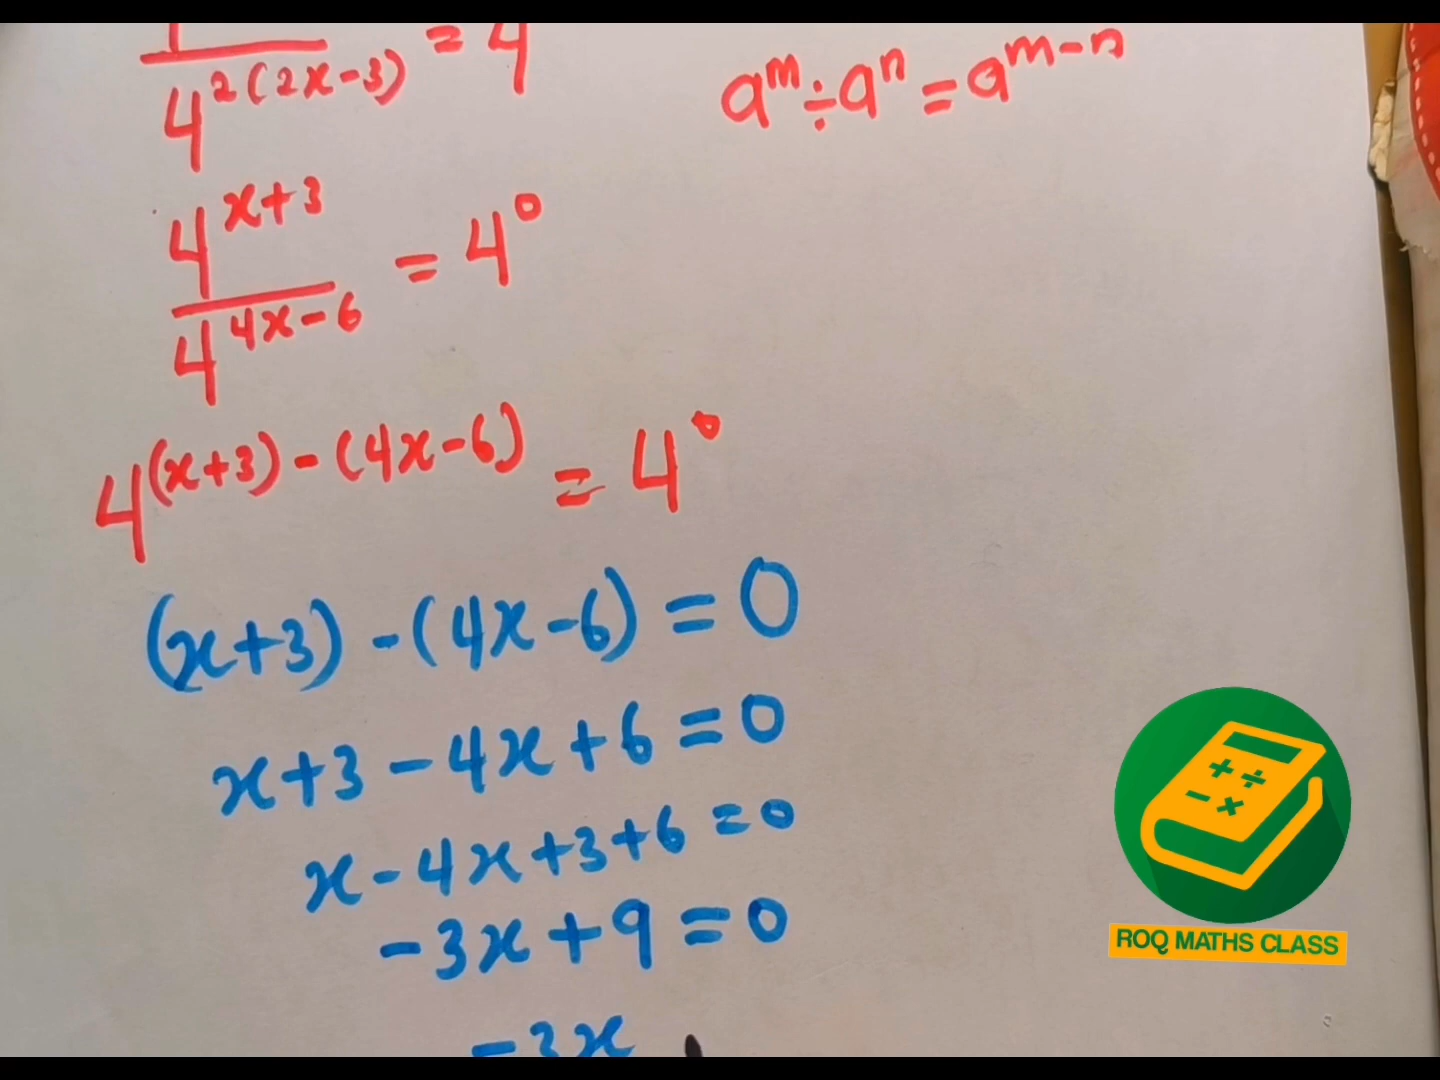 4^2(2x-3) = 4
a^m ÷ a^n = a^m-n
4^x+3
4^4x-6 = 4^0
4^(x+3) - (4x-6) = 4^0
(x+3) - (4x-6) = 0
x+3 - 4x+6 = 0
x - 4x+3+6 = 0
-3x + 9 = 0
-3x
ROQ MATHS CLASS